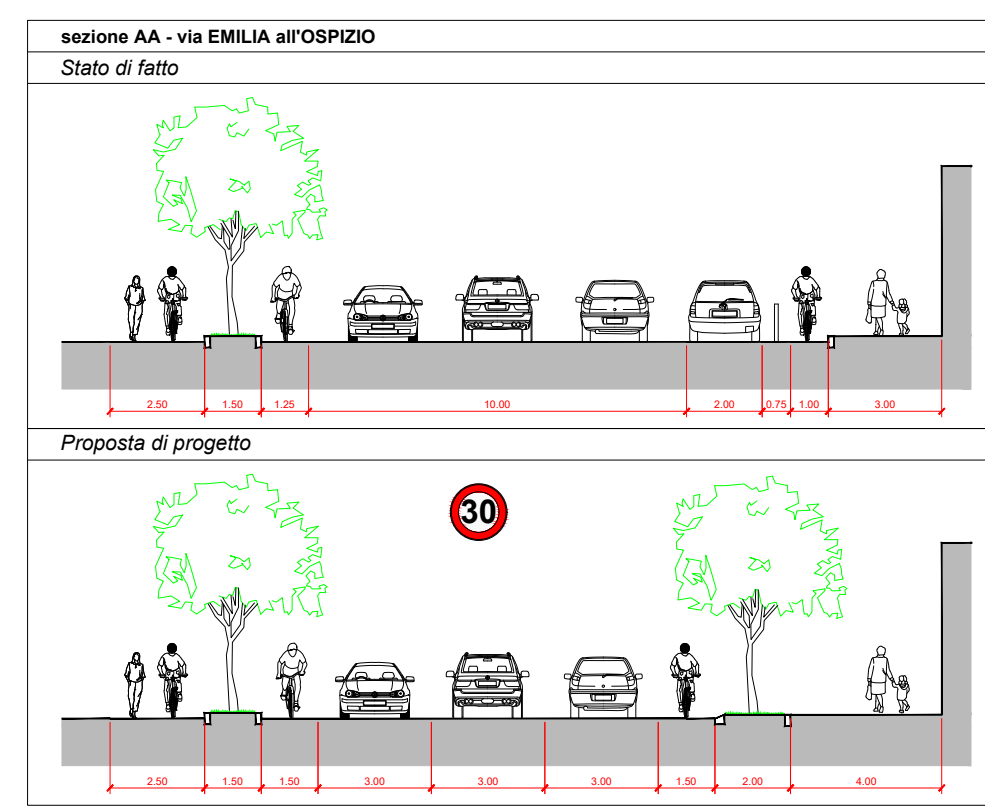 sezione AA - via EMILIA all'OSPIZIO
Stato di fatto
2.50 1.50 1.25 10.00 2.00 0.75 1.00 3.00
Proposta di progetto
30
2.50 1.50 1.50 3.00 3.00 3.00 1.50 2.00 4.00